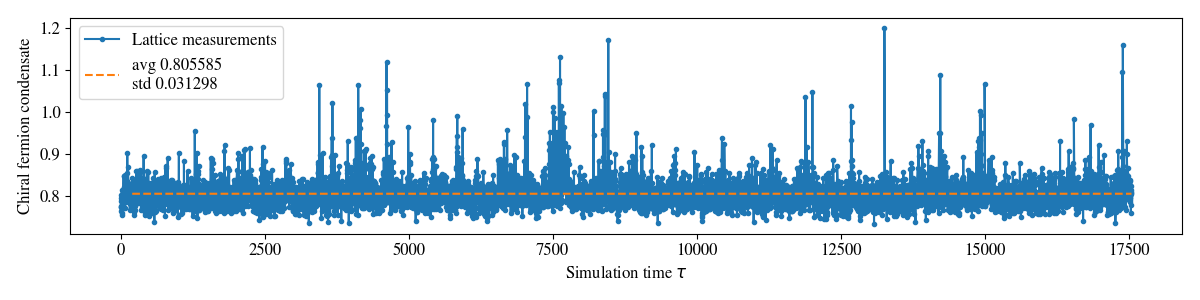 Chiral fermion condensate
1.2
1.1
1.0
0.9
0.8
Lattice measurements
avg 0.805585
std 0.031298
0
2500
5000
7500
10000
12500
15000
17500
Simulation time τ